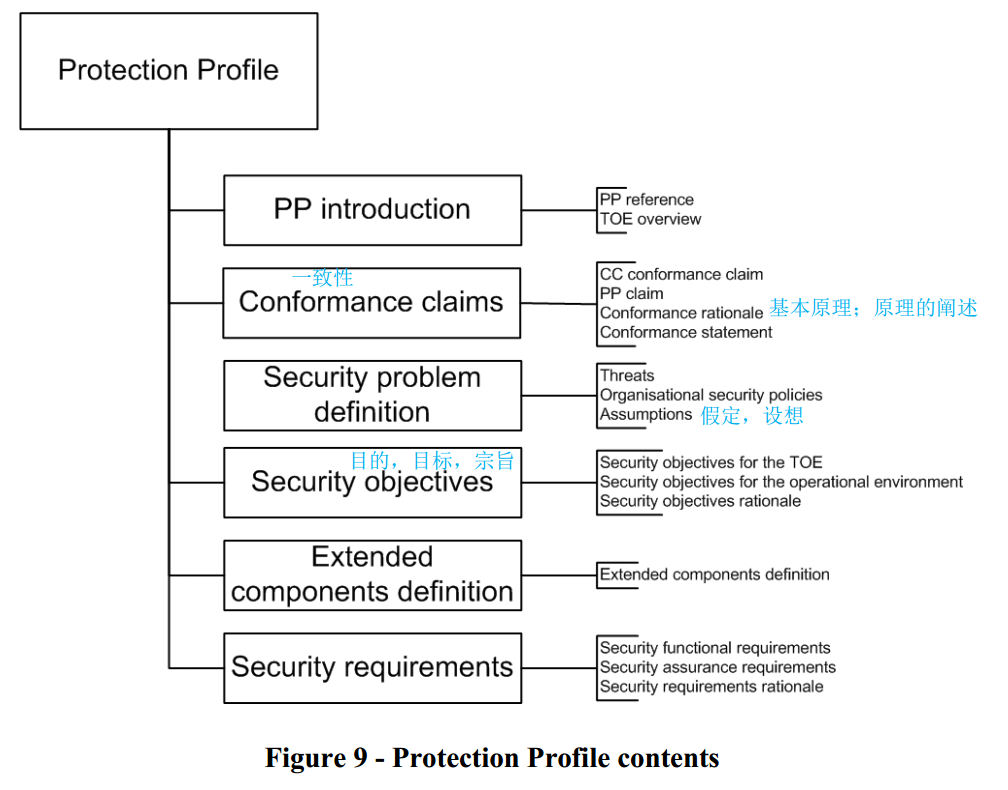 Protection Profile
PP introduction
PP reference
TOE overview
一致性
Conformance claims
CC conformance claim
PP claim
Conformance rationale 基本原理；原理的阐述
Conformance statement
Security problem
definition
Threats
Organisational security policies
Assumptions 假定，设想
目的，目标，宗旨
Security objectives
Security objectives for the TOE
Security objectives for the operational environment
Security objectives rationale
Extended
components definition
Extended components definition
Security requirements
Security functional requirements
Security assurance requirements
Security requirements rationale
Figure 9 - Protection Profile contents